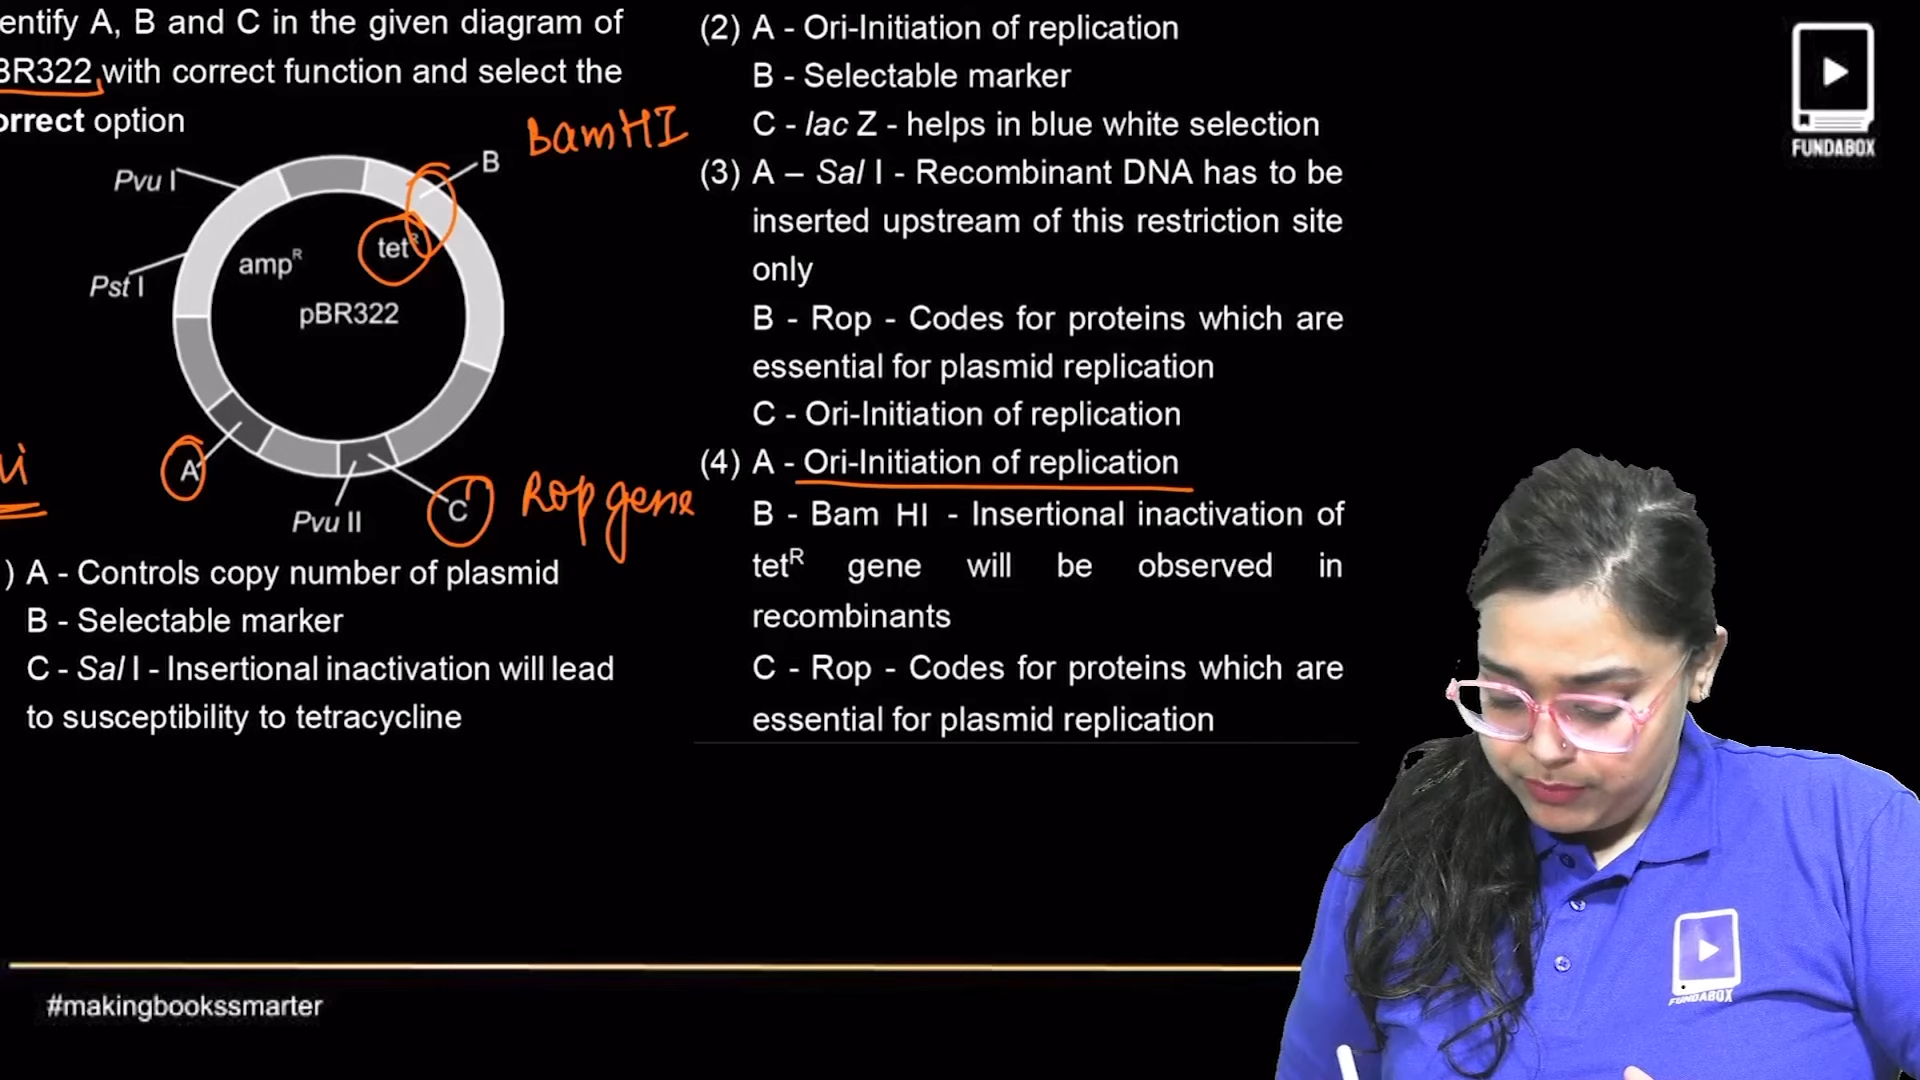 entify A, B and C in the given diagram of
BR322 with correct function and select the
orrect option
BamHI
B
Pvu I
tetR
ampR
Pst I
pBR322
A
C
Rop gene
Pvu II
) A - Controls copy number of plasmid
B - Selectable marker
C - Sal I - Insertional inactivation will lead
to susceptibility to tetracycline
(2) A - Ori-Initiation of replication
B - Selectable marker
C - lac Z - helps in blue white selection
(3) A – Sal I - Recombinant DNA has to be
inserted upstream of this restriction site
only
B - Rop - Codes for proteins which are
essential for plasmid replication
C - Ori-Initiation of replication
(4) A - Ori-Initiation of replication
B - Bam HI - Insertional inactivation of
tetR gene will be observed in
recombinants
C - Rop - Codes for proteins which are
essential for plasmid replication
FUNDABOX
FUNDABOX
#makingbookssmarter